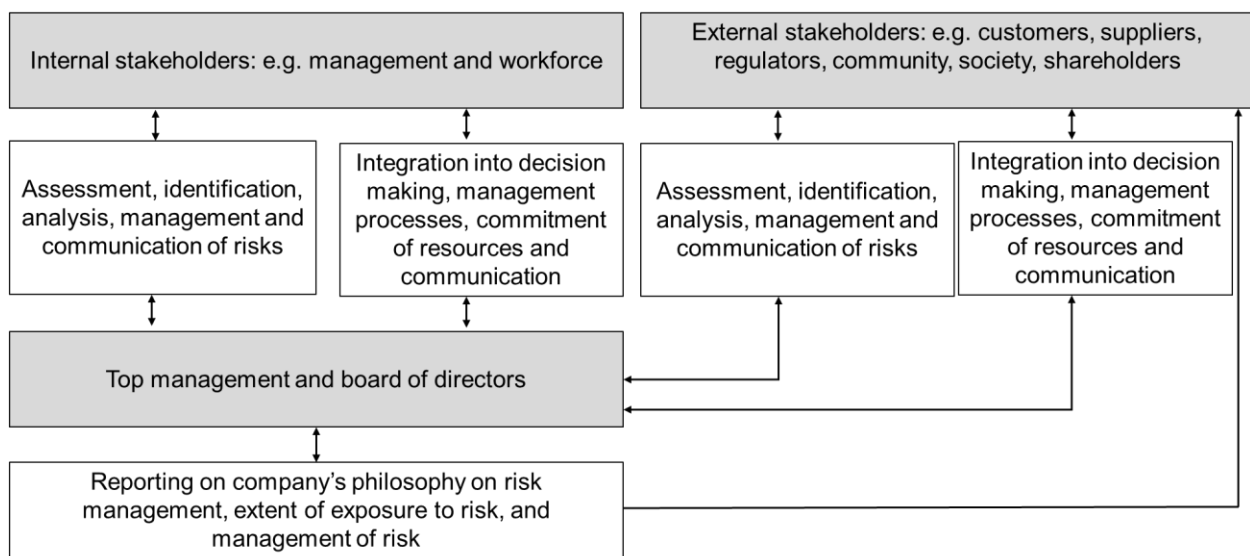 Internal stakeholders: e.g. management and workforce
External stakeholders: e.g. customers, suppliers,
regulators, community, society, shareholders
Assessment, identification,
analysis, management and
communication of risks
Integration into decision
making, management
processes, commitment
of resources and
communication
Assessment, identification,
analysis, management and
communication of risks
Integration into decision
making, management
processes, commitment
of resources and
communication
Top management and board of directors
Reporting on company’s philosophy on risk
management, extent of exposure to risk, and
management of risk